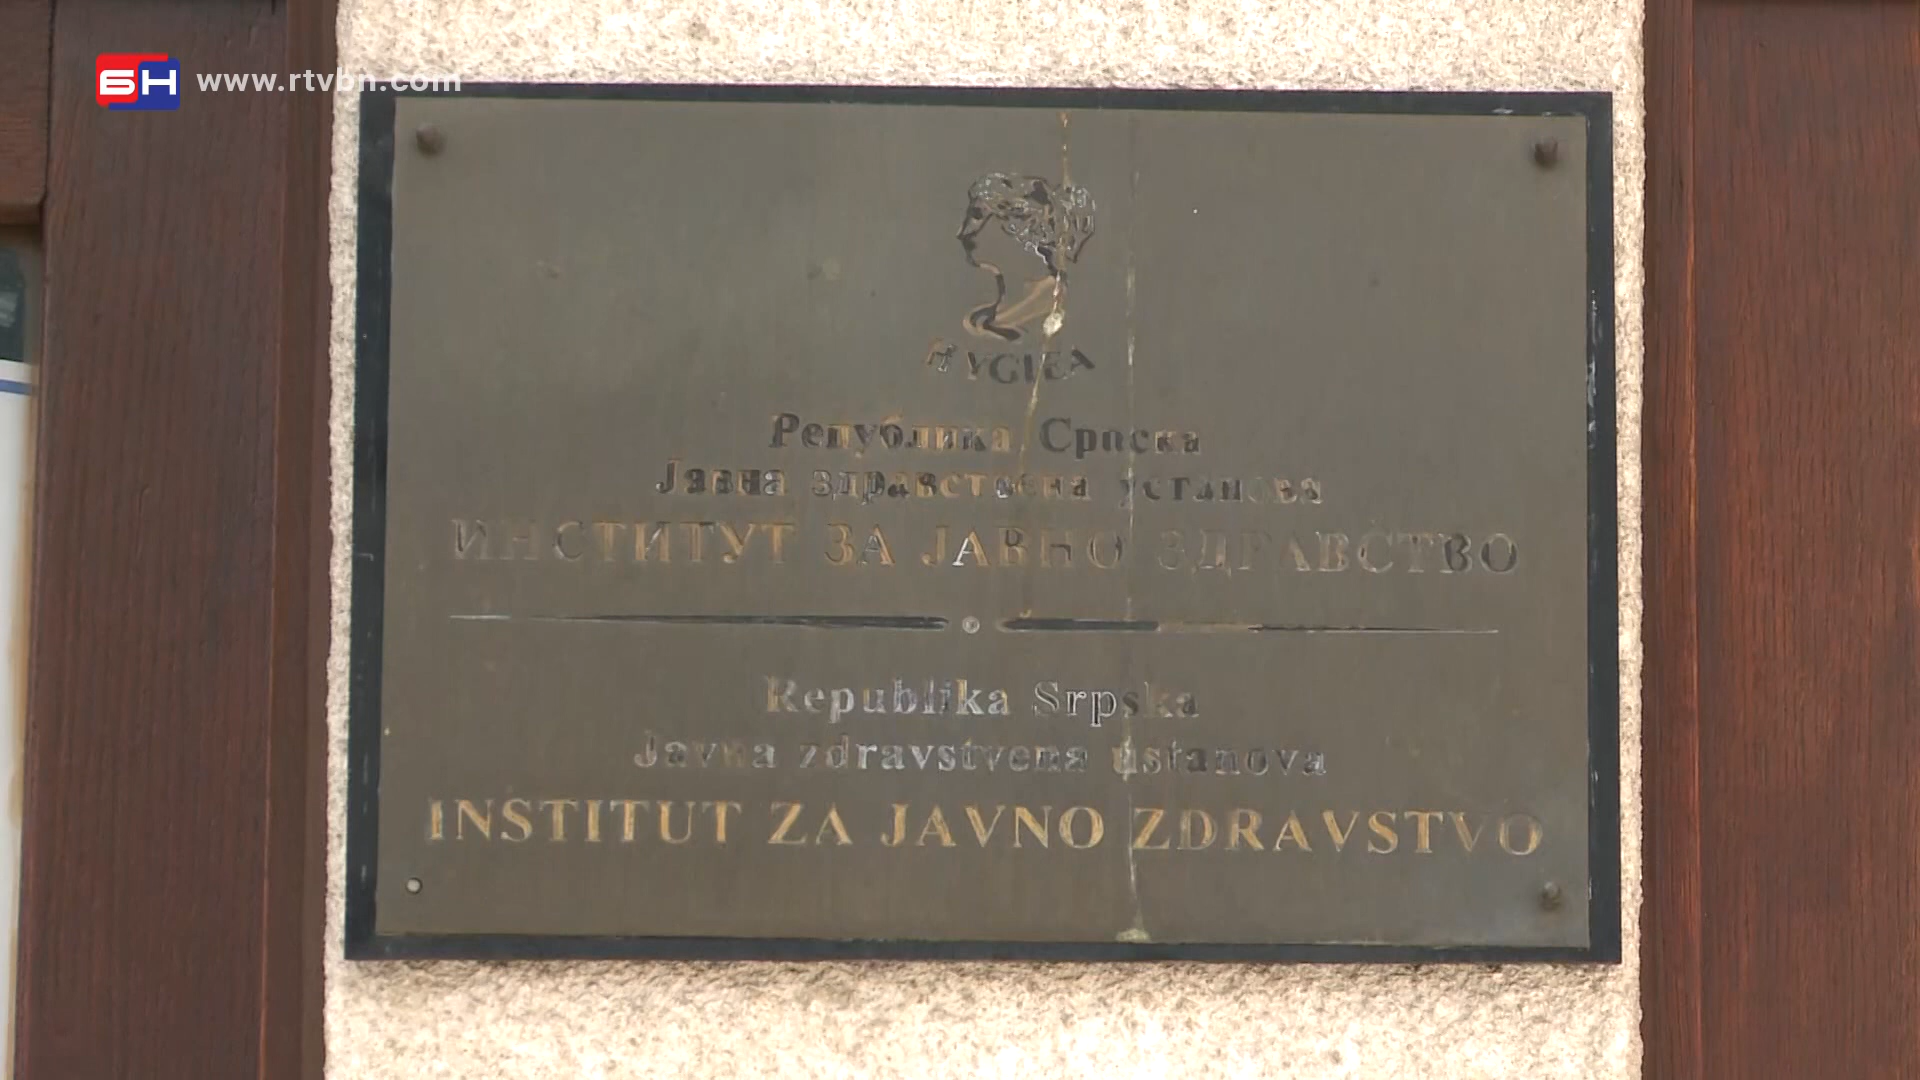 БН www.rtvbn.com
HYGIEA
Република Српска
Јавна здравствена установа
ИНСТИТУТ ЗА ЈАВНО ЗДРАВСТВО
Republika Srpska
Javna zdravstvena ustanova
INSTITUT ZA JAVNO ZDRAVSTVO